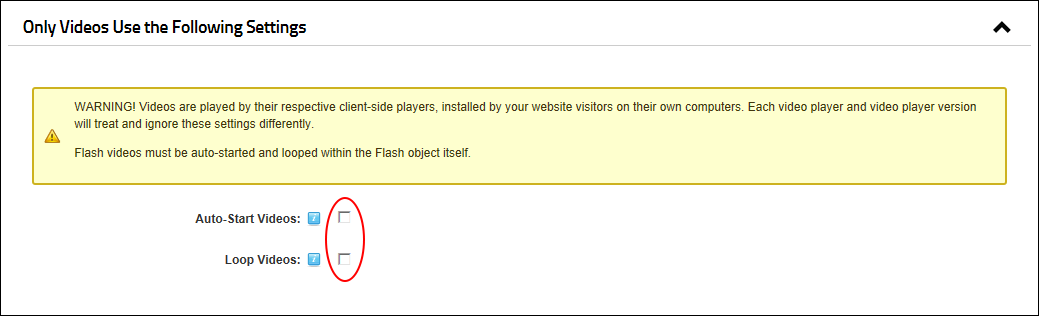 Only Videos Use the Following Settings
WARNING! Videos are played by their respective client-side players, installed by your website visitors on their own computers. Each video player and video player version
will treat and ignore these settings differently.
Flash videos must be auto-started and looped within the Flash object itself.
Auto-Start Videos:
Loop Videos: